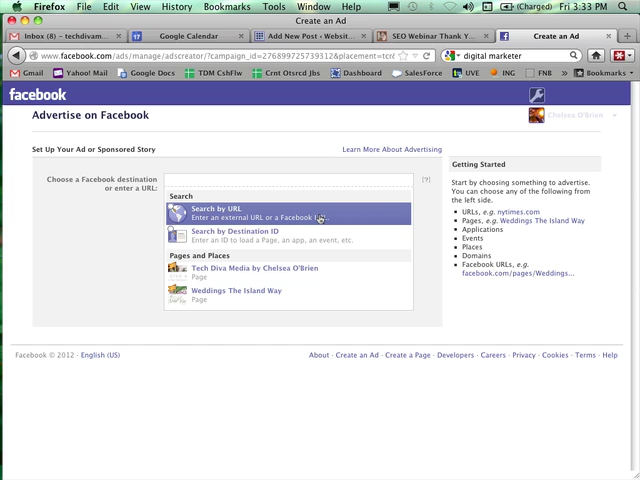 Firefox File Edit View History Bookmarks Tools Window Help (Charged) Fri 3:33 PM
Create an Ad
Inbox (8) – techdivam... Google Calendar Add New Post ‹ Websit... SEO Webinar Thank Y... Create an Ad
www.facebook.com/ads/manage/adscreator/?campaign_id=276899725739312&placement=tcr digital marketer
Gmail Yahoo! Mail Google Docs TDM CshFlw Crnt Otsrcd Jbs Dashboard SalesForce UVE ING FNB » Bookmarks
facebook
Advertise on Facebook
Chelsea O'Brien
Set Up Your Ad or Sponsored Story
Learn More About Advertising
Choose a Facebook destination or enter a URL:
[?]
Search
Search by URL
Enter an external URL or a Facebook
Search by Destination ID
Enter an ID to load a Page, an app, an event, etc.
Pages and Places
Tech Diva Media by Chelsea O'Brien
Page
Weddings The Island Way
Page
Getting Started
Start by choosing something to advertise.
You can choose any of the following from
the left side.
URLs, e.g. nytimes.com
Pages, e.g. Weddings The Island Way
Applications
Events
Places
Domains
Facebook URLs, e.g.
facebook.com/pages/Weddings...
Facebook © 2012 · English (US)
About · Create an Ad · Create a Page · Developers · Careers · Privacy · Cookies · Terms · Help